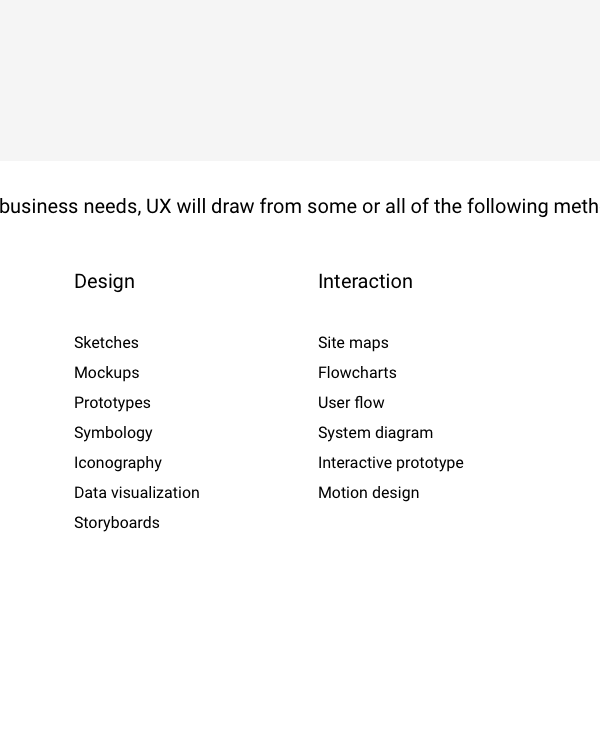 business needs, UX will draw from some or all of the following meth
Design
Sketches
Mockups
Prototypes
Symbology
Iconography
Data visualization
Storyboards
Interaction
Site maps
Flowcharts
User flow
System diagram
Interactive prototype
Motion design